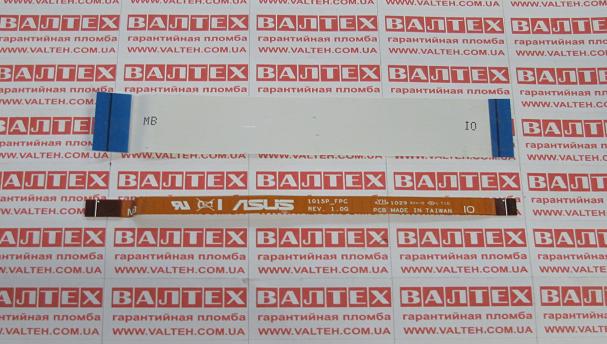 ВАЛТЕХ
гарантийная пломба
WWW.VALTEH.COM.UA
MB
IO
ASUS
1015P_FPC
REV. 1.0G
1029
PCB MADE IN TAIWAN
IO